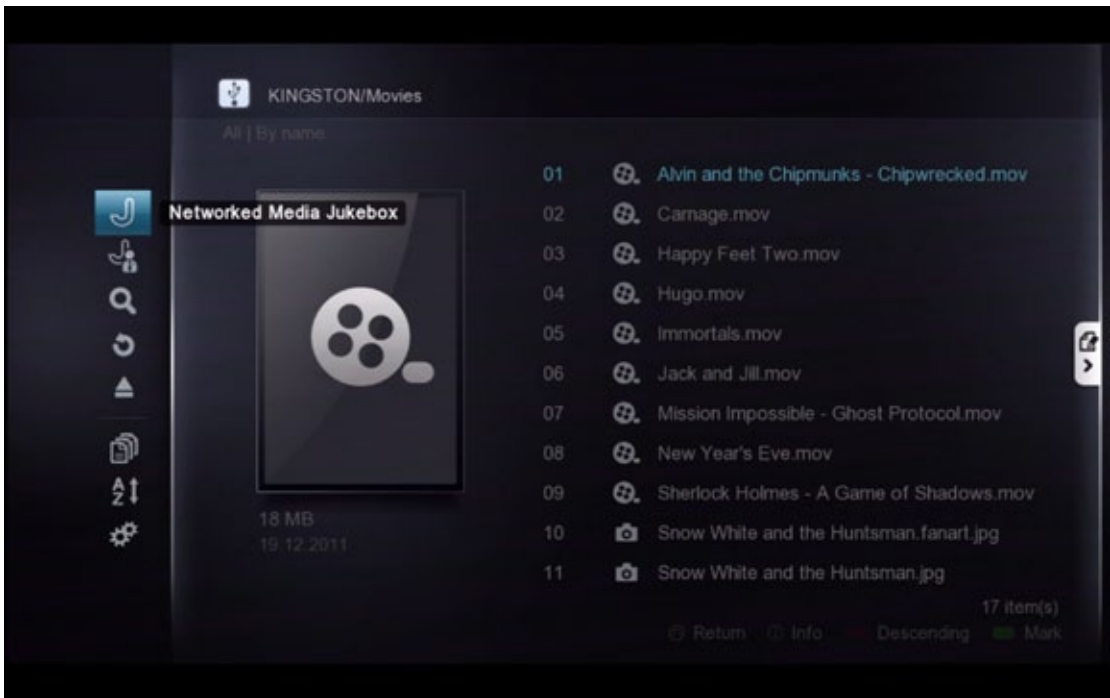 KINGSTON/Movies
All | By name
Networked Media Jukebox
01 Alvin and the Chipmunks - Chipwrecked.mov
02 Carnage.mov
03 Happy Feet Two.mov
04 Hugo.mov
05 Immortals.mov
06 Jack and Jill.mov
07 Mission Impossible - Ghost Protocol.mov
08 New Year's Eve.mov
09 Sherlock Holmes - A Game of Shadows.mov
10 Snow White and the Huntsman.fanart.jpg
11 Snow White and the Huntsman.jpg
18 MB
19.12.2011
17 item(s)
Return Info Descending Mark